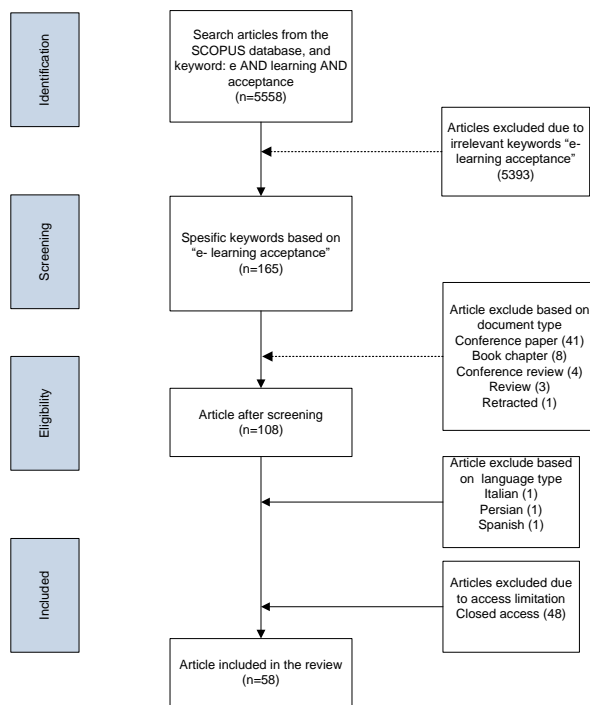 Identification
Search articles from the
SCOPUS database, and
keyword: e AND learning AND
acceptance
(n=5558)
Articles excluded due to
irrelevant keywords “e-
learning acceptance”
(5393)
Screening
Spesific keywords based on
“e- learning acceptance”
(n=165)
Article exclude based on
document type
Conference paper (41)
Book chapter (8)
Conference review (4)
Review (3)
Retracted (1)
Eligibility
Article after screening
(n=108)
Article exclude based
on language type
Italian (1)
Persian (1)
Spanish (1)
Included
Articles excluded due
to access limitation
Closed access (48)
Article included in the review
(n=58)